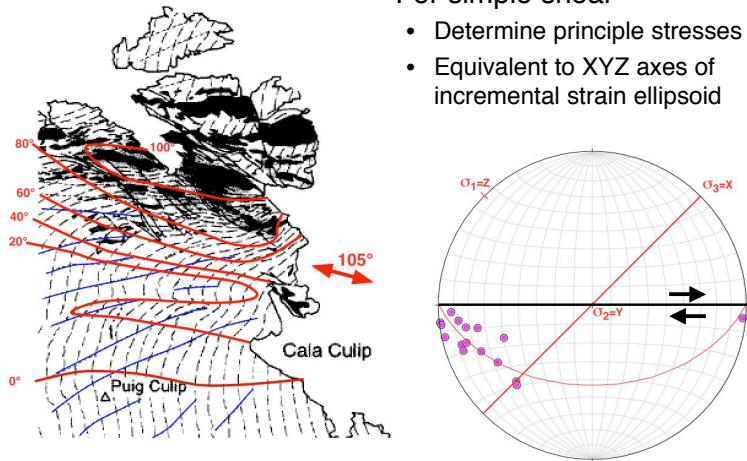 For simple shear
• Determine principle stresses
• Equivalent to XYZ axes of
incremental strain ellipsoid
80°
100°
60°
40°
20°
105°
Cala Culip
0°
Puig Culip
σ1=Z
σ3=X
σ2=Y